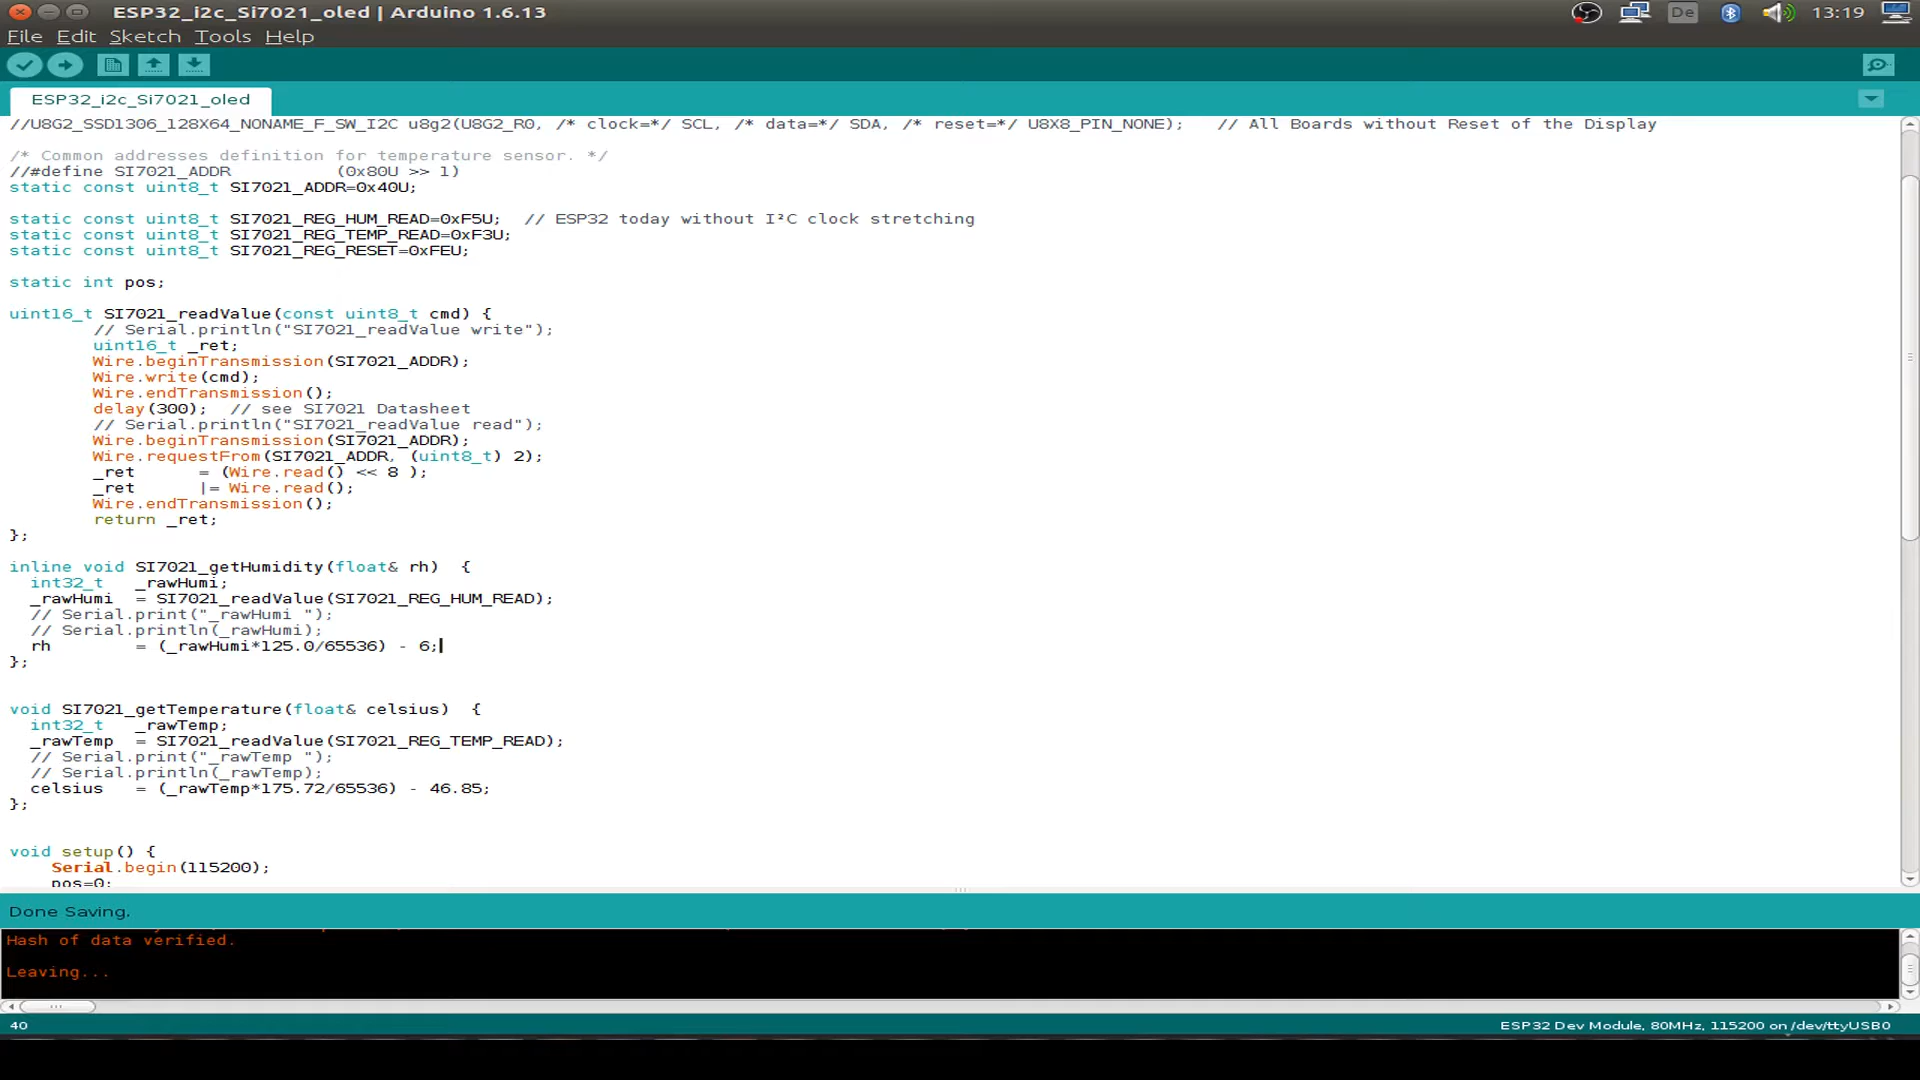 ESP32_i2c_Si7021_oled | Arduino 1.6.13
De
13:19
File Edit Sketch Tools Help
ESP32_i2c_Si7021_oled
//U8G2_SSD1306_128X64_NONAME_F_SW_I2C u8g2(U8G2_R0, /* clock=*/ SCL, /* data=*/ SDA, /* reset=*/ U8X8_PIN_NONE);   // All Boards without Reset of the Display
/* Common addresses definition for temperature sensor. */
//#define SI7021_ADDR          (0x80U >> 1)
static const uint8_t SI7021_ADDR=0x40U;
static const uint8_t SI7021_REG_HUM_READ=0xF5U;  // ESP32 today without I²C clock stretching
static const uint8_t SI7021_REG_TEMP_READ=0xF3U;
static const uint8_t SI7021_REG_RESET=0xFEU;
static int pos;
uint16_t SI7021_readValue(const uint8_t cmd) {
        // Serial.println("SI7021_readValue write");
        uint16_t _ret;
        Wire.beginTransmission(SI7021_ADDR);
        Wire.write(cmd);
        Wire.endTransmission();
        delay(300);  // see SI7021 Datasheet
        // Serial.println("SI7021_readValue read");
        Wire.beginTransmission(SI7021_ADDR);
        Wire.requestFrom(SI7021_ADDR, (uint8_t) 2);
        _ret      = (Wire.read() << 8 );
        _ret      |= Wire.read();
        Wire.endTransmission();
        return _ret;
};
inline void SI7021_getHumidity(float& rh)  {
  int32_t   _rawHumi;
  _rawHumi  = SI7021_readValue(SI7021_REG_HUM_READ);
  // Serial.print("_rawHumi ");
  // Serial.println(_rawHumi);
  rh        = (_rawHumi*125.0/65536) - 6;
};
void SI7021_getTemperature(float& celsius)  {
  int32_t   _rawTemp;
  _rawTemp  = SI7021_readValue(SI7021_REG_TEMP_READ);
  // Serial.print("_rawTemp ");
  // Serial.println(_rawTemp);
  celsius   = (_rawTemp*175.72/65536) - 46.85;
};
void setup() {
    Serial.begin(115200);
    pos=0;
Done Saving.
Hash of data verified.
Leaving...
40
ESP32 Dev Module, 80MHz, 115200 on /dev/ttyUSB0